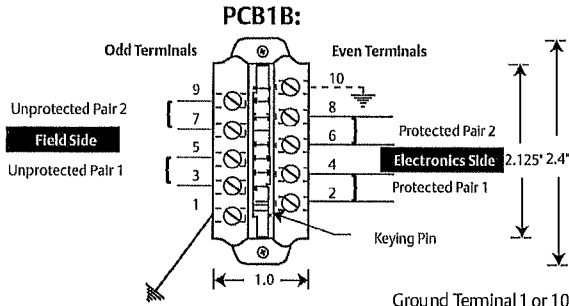 PCB1B:
Odd Terminals
Even Terminals
9
10
Unprotected Pair 2
8
7
Protected Pair 2
Field Side
6
5
Electronics Side
2.125" 2.4"
Unprotected Pair 1
4
3
Protected Pair 1
2
1
Keying Pin
1.0
Ground Terminal 1 or 10